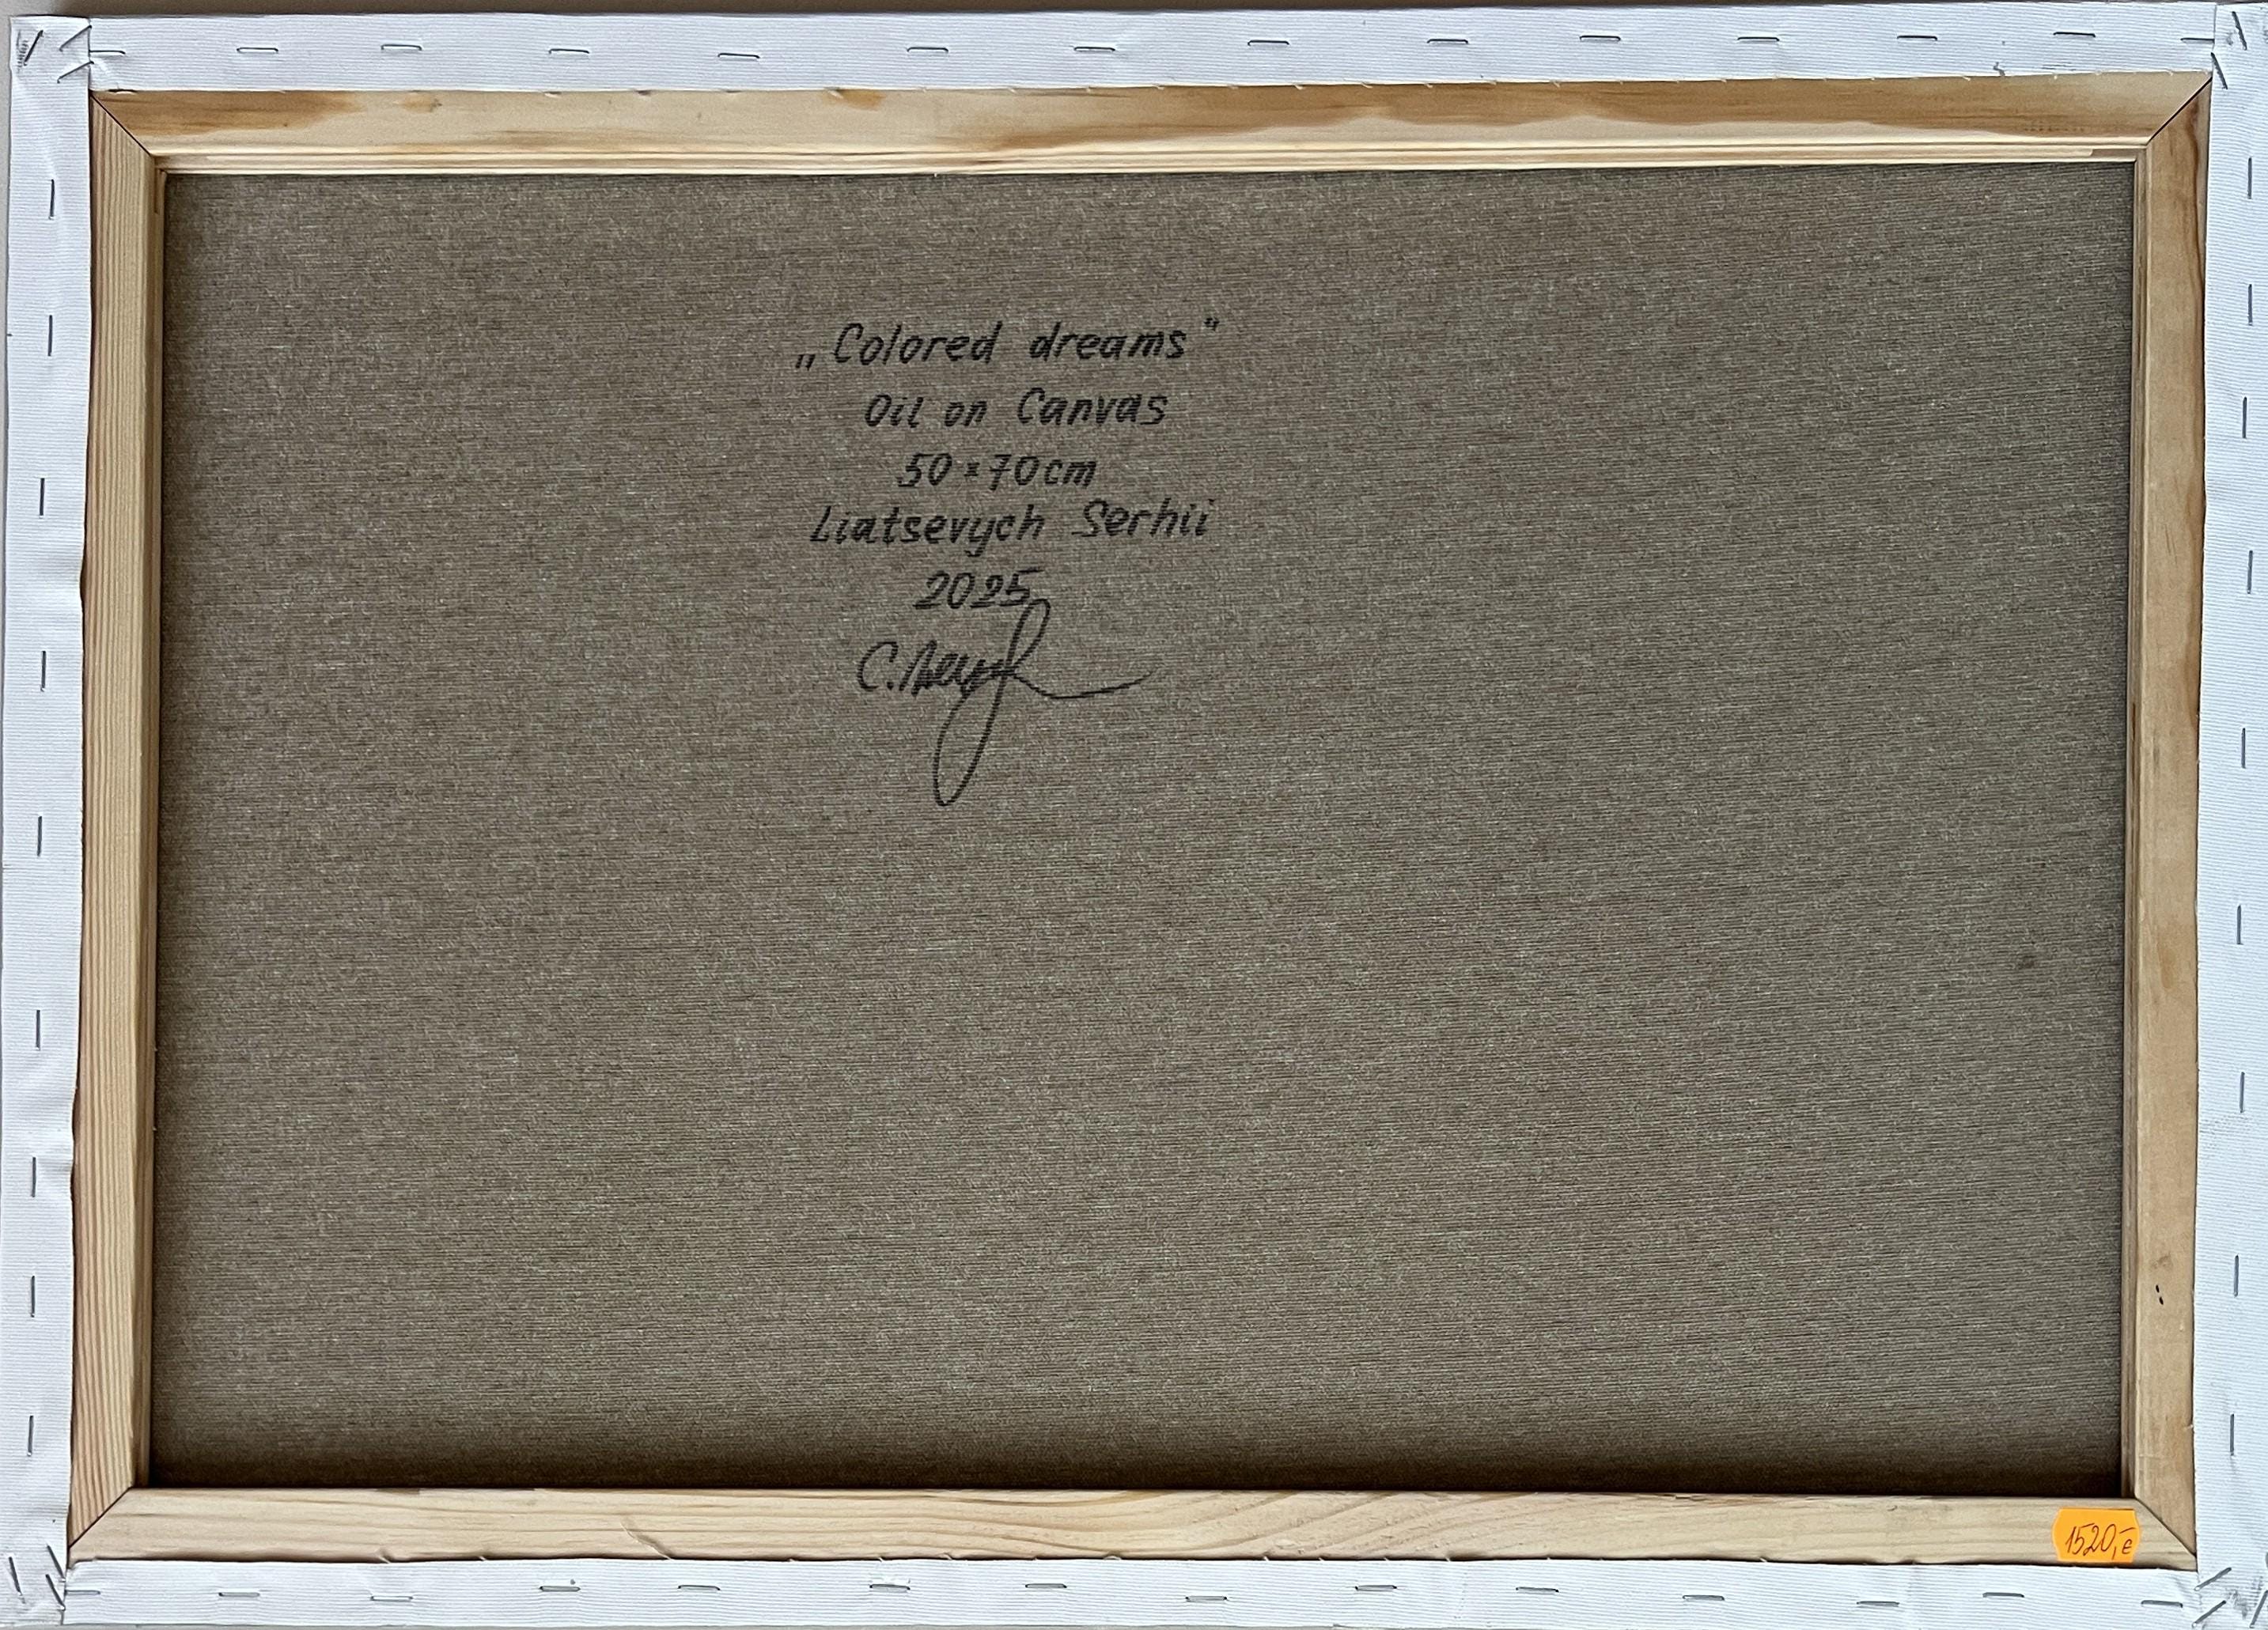 „Colored dreams“
Oil on Canvas
50×70cm
Liatsevych Serhii
2025
1520,-€